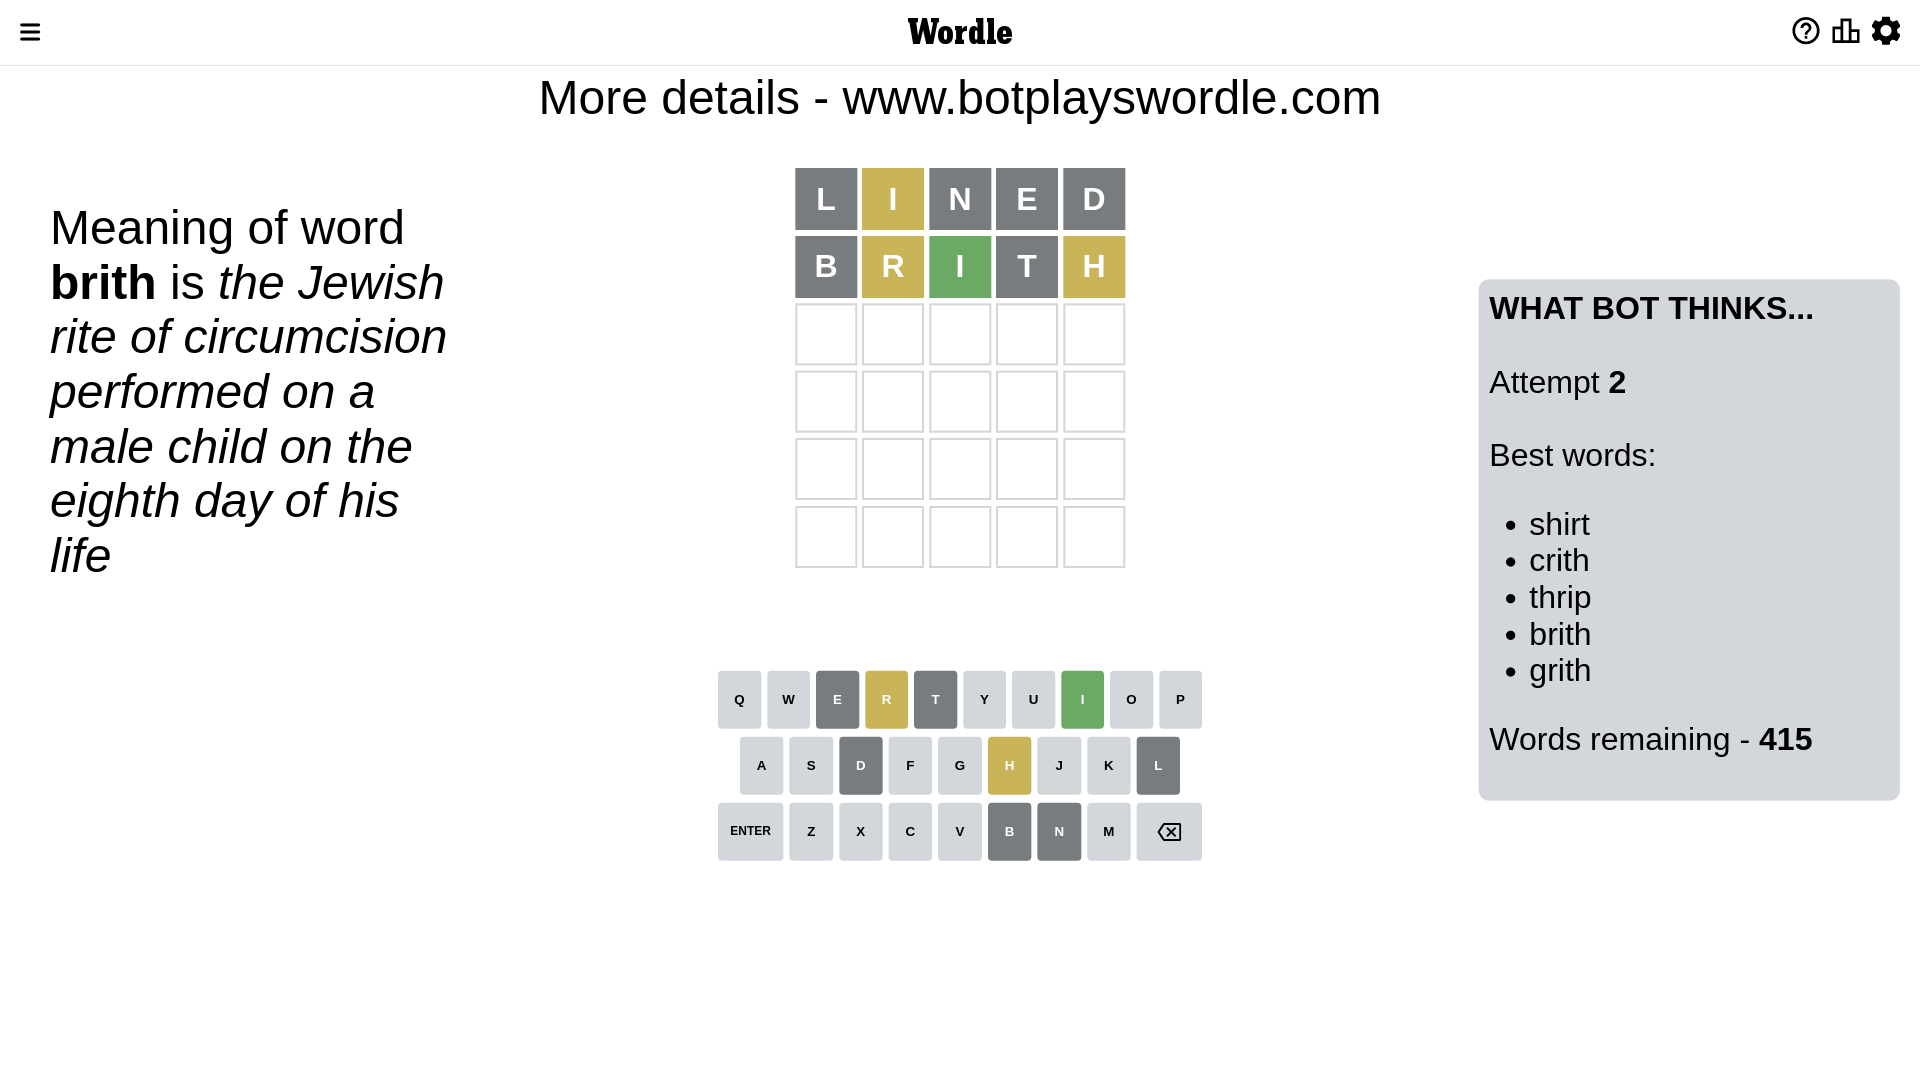 Wordle
More details - www.botplayswordle.com
Meaning of word
brith is the Jewish
rite of circumcision
performed on a
male child on the
eighth day of his
life
L I N E D
B R I T H
WHAT BOT THINKS...
Attempt 2
Best words:
• shirt
• crith
• thrip
• brith
• grith
Words remaining - 415
Q W E R T Y U I O P
A S D F G H J K L
ENTER Z X C V B N M